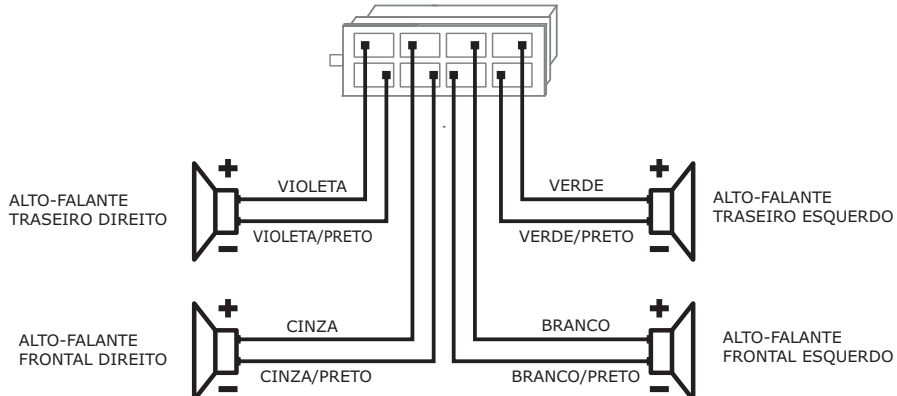 VIOLETA
VERDE
+
+
ALTO-FALANTE
TRASEIRO DIREITO
ALTO-FALANTE
TRASEIRO ESQUERDO
VIOLETA/PRETO
VERDE/PRETO
−
−
+
+
CINZA
BRANCO
ALTO-FALANTE
FRONTAL DIREITO
ALTO-FALANTE
FRONTAL ESQUERDO
CINZA/PRETO
BRANCO/PRETO
−
−